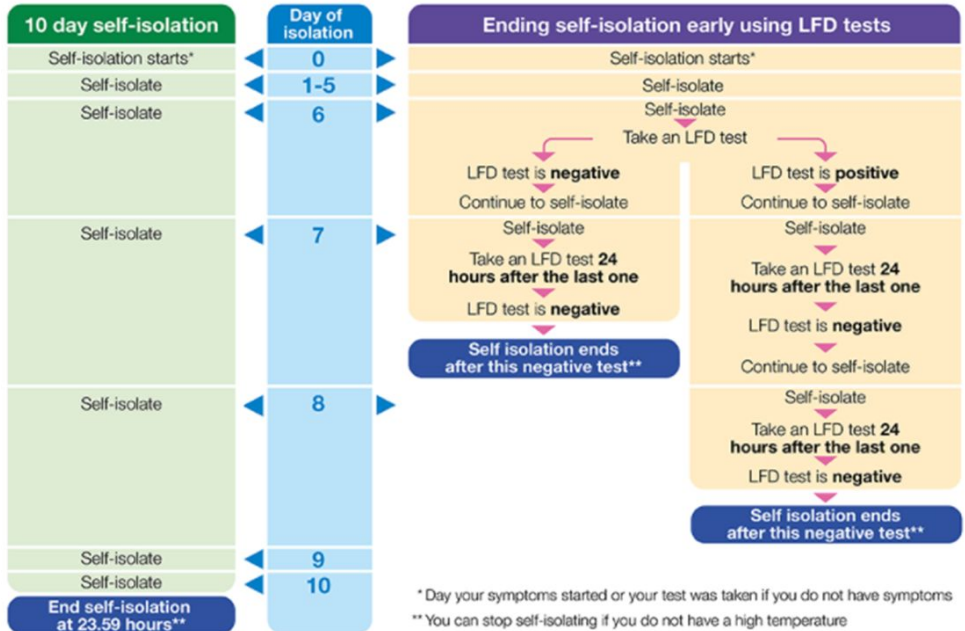 10 day self-isolation
Self-isolation starts*
Self-isolate
Self-isolate
Self-isolate
Self-isolate
Self-isolate
Self-isolate
End self-isolation
at 23.59 hours**
Day of
isolation
0
1-5
6
7
8
9
10
Ending self-isolation early using LFD tests
Self-isolation starts*
Self-isolate
Self-isolate
Take an LFD test
LFD test is negative
Continue to self-isolate
Self-isolate
Take an LFD test 24
hours after the last one
LFD test is negative
Self isolation ends
after this negative test**
LFD test is positive
Continue to self-isolate
Self-isolate
Take an LFD test 24
hours after the last one
LFD test is negative
Continue to self-isolate
Self-isolate
Take an LFD test 24
hours after the last one
LFD test is negative
Self isolation ends
after this negative test**
* Day your symptoms started or your test was taken if you do not have symptoms
** You can stop self-isolating if you do not have a high temperature